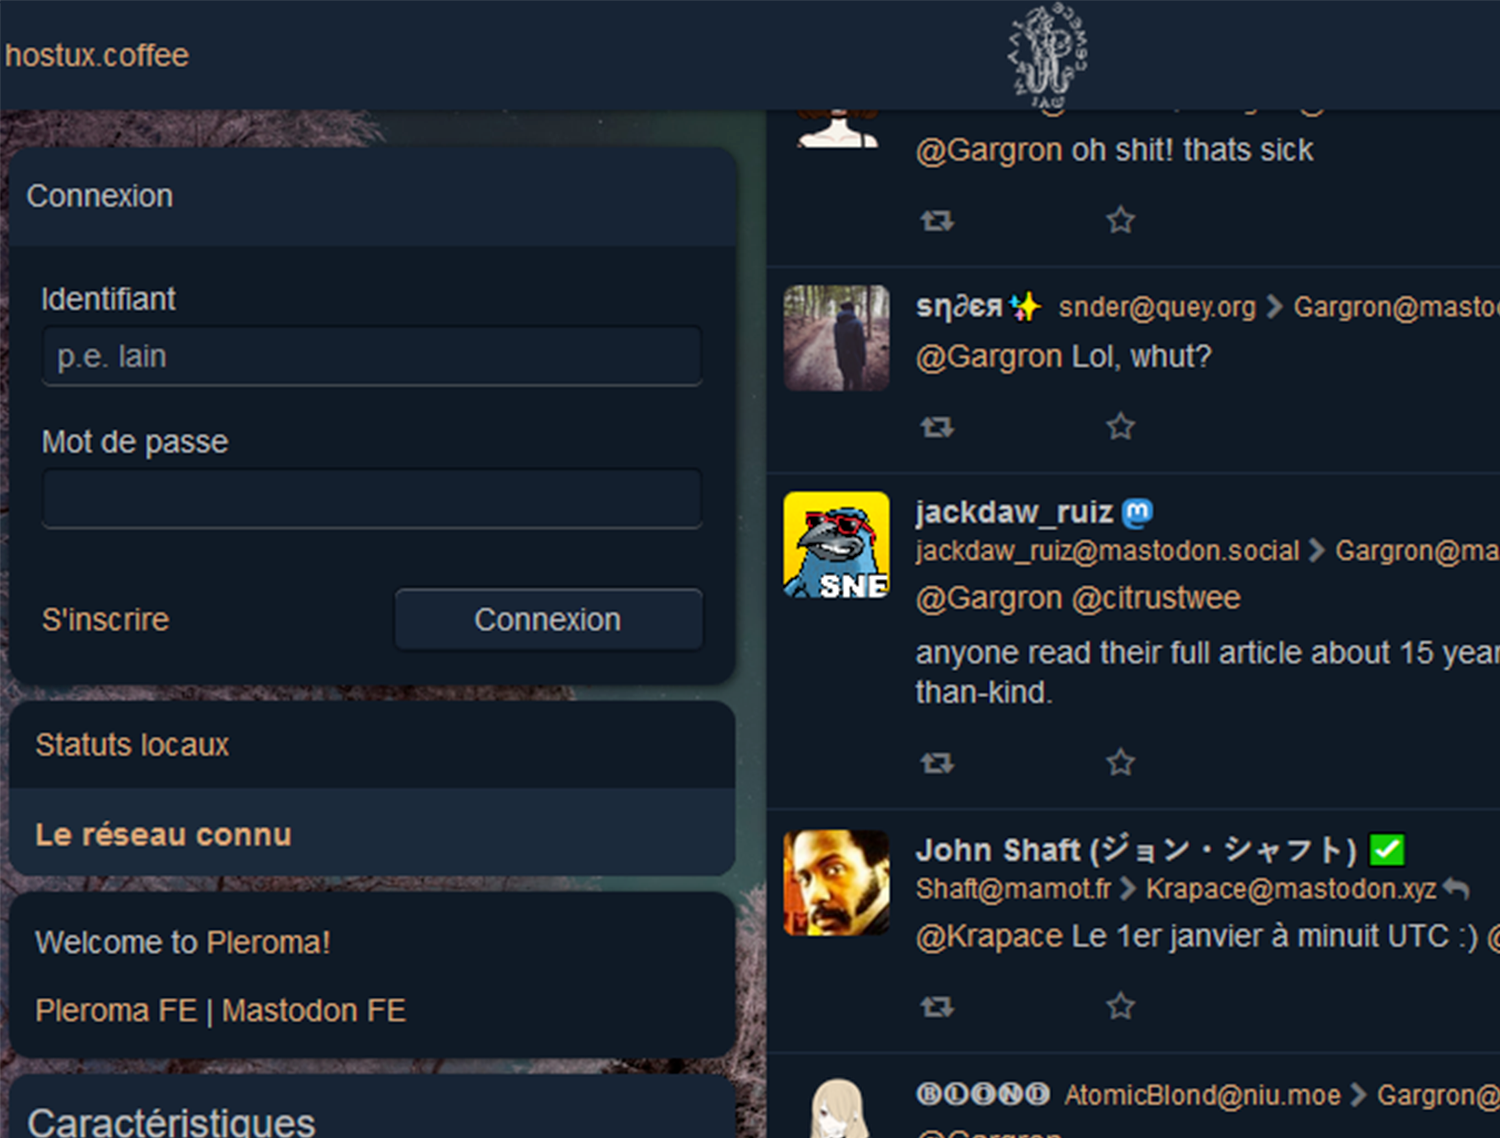 hostux.coffee
Connexion
Identifiant
p.e. lain
Mot de passe
S'inscrire
Connexion
Statuts locaux
Le réseau connu
Welcome to Pleroma!
Pleroma FE | Mastodon FE
Caractéristiques
@Gargron oh shit! thats sick
sη∂єя✨ snder@quey.org > Gargron@masto
@Gargron Lol, whut?
jackdaw_ruiz
jackdaw_ruiz@mastodon.social > Gargron@ma
@Gargron @citrustwee
anyone read their full article about 15 year
than-kind.
SNE
John Shaft (ジョン・シャフト) ✅
Shaft@mamot.fr > Krapace@mastodon.xyz
@Krapace Le 1er janvier à minuit UTC :) @
🅑🅛🅞🅝🅓 AtomicBlond@niu.moe > Gargron@
@Gargron